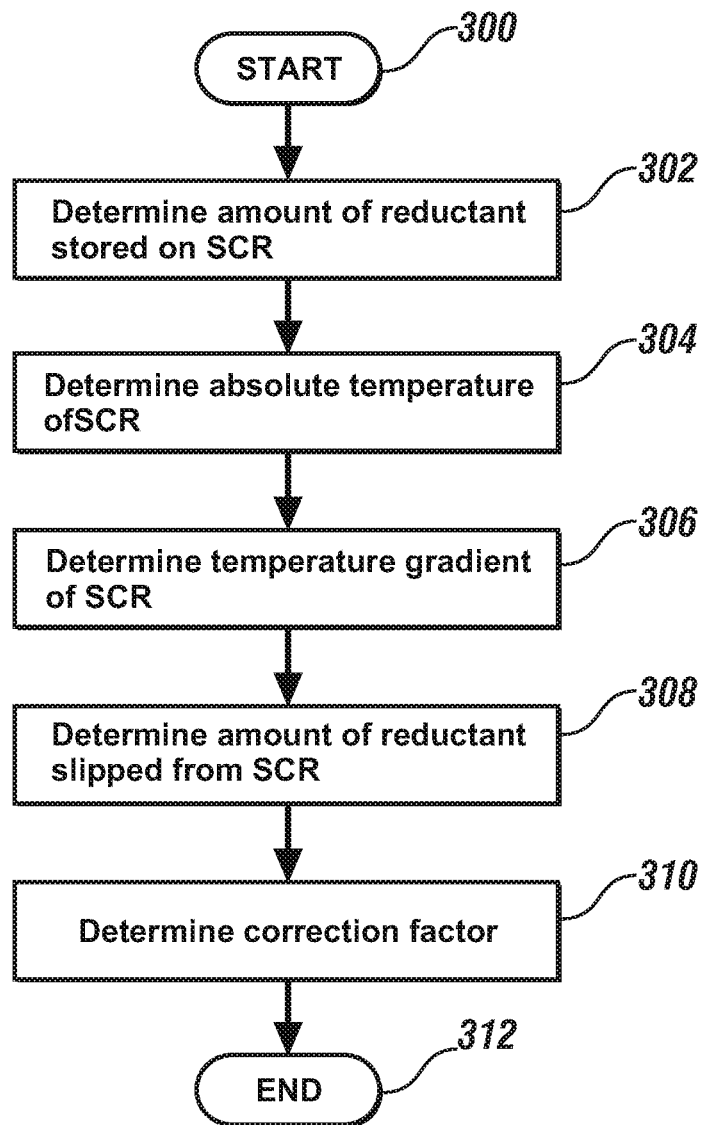 300
START
302
Determine amount of reductant
stored on SCR
304
Determine absolute temperature
ofSCR
306
Determine temperature gradient
of SCR
308
Determine amount of reductant
slipped from SCR
310
Determine correction factor
312
END